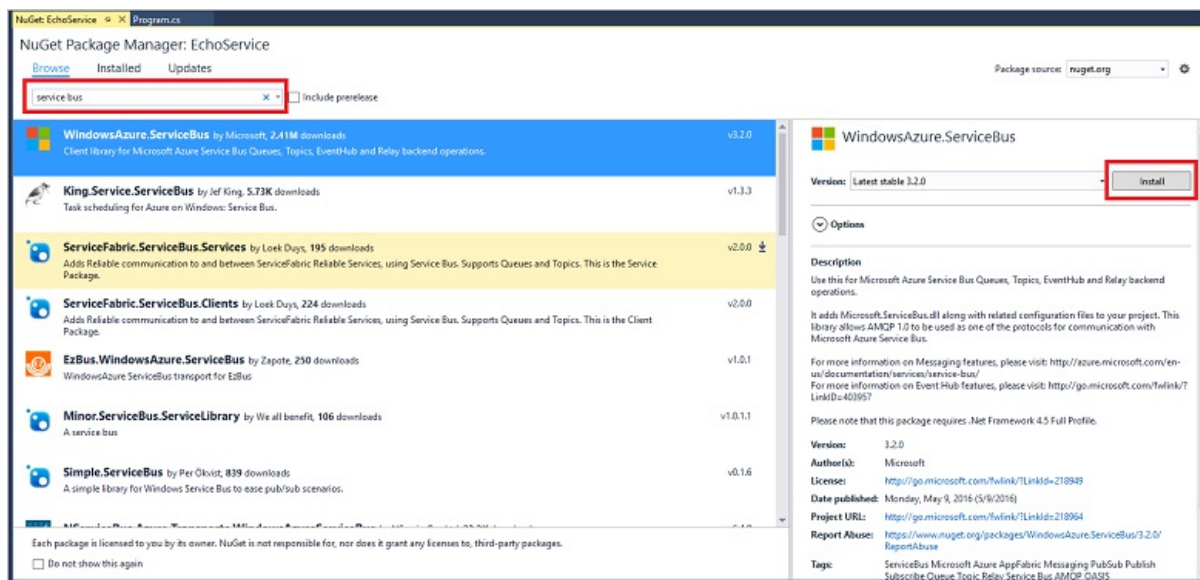 NuGet: EchoService Program.cs
NuGet Package Manager: EchoService
Browse Installed Updates
Package source: nuget.org
service bus
Include prerelease
WindowsAzure.ServiceBus by Microsoft, 2.41M downloads
v3.2.0
Client library for Microsoft Azure Service Bus Queues, Topics, EventHub and Relay backend operations.
King.Service.ServiceBus by Jef King, 5.73K downloads
v1.3.3
Task scheduling for Azure on Windows: Service Bus.
ServiceFabric.ServiceBus.Services by Loek Duys, 195 downloads
v2.0.0
Adds Reliable communication to and between ServiceFabric Reliable Services, using Service Bus. Supports Queues and Topics. This is the Service
Package.
ServiceFabric.ServiceBus.Clients by Loek Duys, 224 downloads
v2.0.0
Adds Reliable communication to and between ServiceFabric Reliable Services, using Service Bus. Supports Queues and Topics. This is the Client
Package.
EzBus.WindowsAzure.ServiceBus by Zapote, 250 downloads
v1.0.1
WindowsAzure ServiceBus transport for EzBus
Minor.ServiceBus.ServiceLibrary by We all benefit, 106 downloads
v1.0.1.1
A service bus
Simple.ServiceBus by Per Ökvist, 839 downloads
v0.1.6
A simple library for Windows Service Bus to ease pub/sub scenarios.
Each package is licensed to you by its owner. NuGet is not responsible for, nor does it grant any licenses to, third-party packages.
Do not show this again
WindowsAzure.ServiceBus
Version: Latest stable 3.2.0
Install
Options
Description
Use this for Microsoft Azure Service Bus Queues, Topics, EventHub and Relay backend
operations.
It adds Microsoft.ServiceBus.dll along with related configuration files to your project. This
library allows AMQP 1.0 to be used as one of the protocols for communication with
Microsoft Azure Service Bus.
For more information on Messaging features, please visit: http://azure.microsoft.com/en-
us/documentation/services/service-bus/
For more information on Event Hub features, please visit: http://go.microsoft.com/fwlink/?
LinkID=403957
Please note that this package requires .Net Framework 4.5 Full Profile.
Version: 3.2.0
Author(s): Microsoft
License: http://go.microsoft.com/fwlink/?LinkId=218949
Date published: Monday, May 9, 2016 (5/9/2016)
Project URL: http://go.microsoft.com/fwlink/?LinkId=218964
Report Abuse: https://www.nuget.org/packages/WindowsAzure.ServiceBus/3.2.0/
ReportAbuse
Tags: ServiceBus Microsoft Azure AppFabric Messaging PubSub Publish
Subscribe Queue Topic Relay Service Bus AMQP OASIS